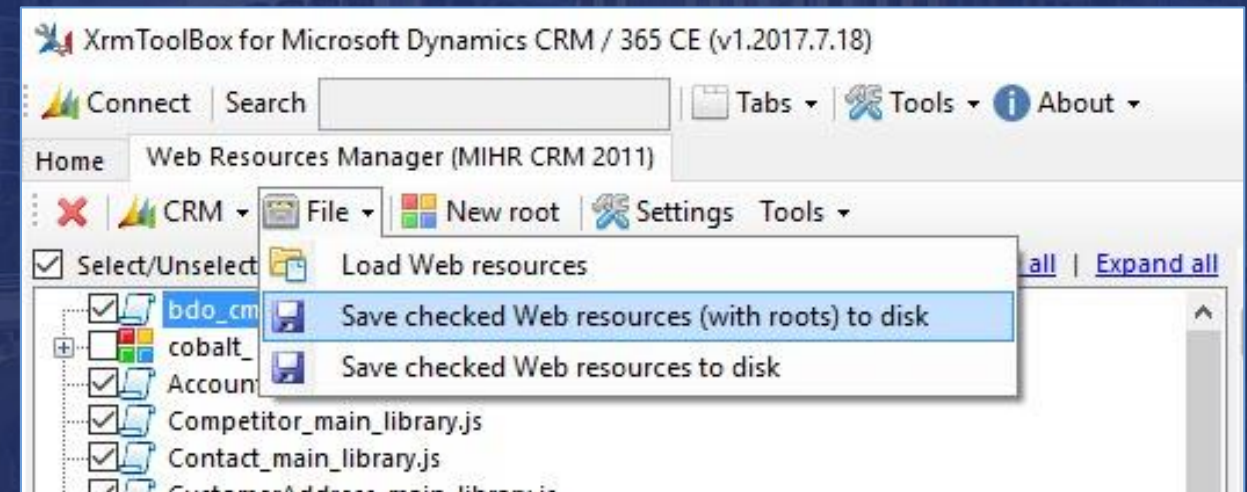 XrmToolBox for Microsoft Dynamics CRM / 365 CE (v1.2017.7.18)
Connect Search Tabs Tools About
Home Web Resources Manager (MIHR CRM 2011)
CRM File New root Settings Tools
Select/Unselect all | Expand all
Load Web resources
bdo_cm
Save checked Web resources (with roots) to disk
cobalt_
Save checked Web resources to disk
Accoun
Competitor_main_library.js
Contact_main_library.js
CustomerAddress_main_library.js